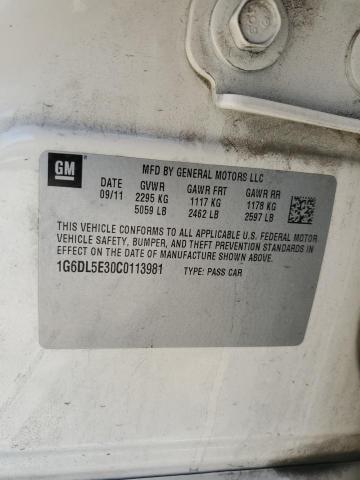 GM
MFD BY GENERAL MOTORS LLC
DATE GVWR GAWR FRT GAWR RR
09/11 2295 KG 1117 KG 1178 KG
5059 LB 2462 LB 2597 LB
THIS VEHICLE CONFORMS TO ALL APPLICABLE U.S. FEDERAL MOTOR
VEHICLE SAFETY, BUMPER, AND THEFT PREVENTION STANDARDS IN
EFFECT ON THE DATE OF MANUFACTURE SHOWN ABOVE.
1G6DL5E30C0113981 TYPE: PASS CAR